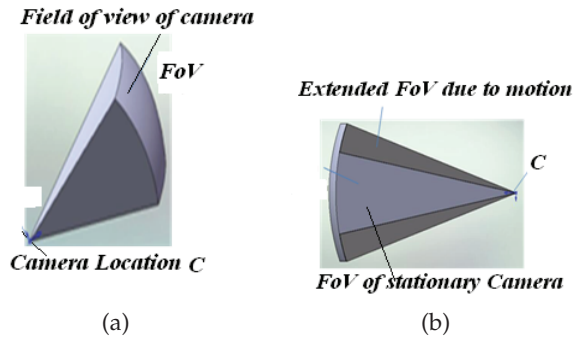 Field of view of camera
FoV
Camera Location C
(a)
Extended FoV due to motion
C
FoV of stationary Camera
(b)